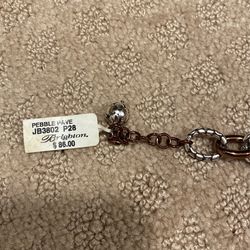 PEBBLE PAVE
JB3802 P28
Brighton.
$ 86.00